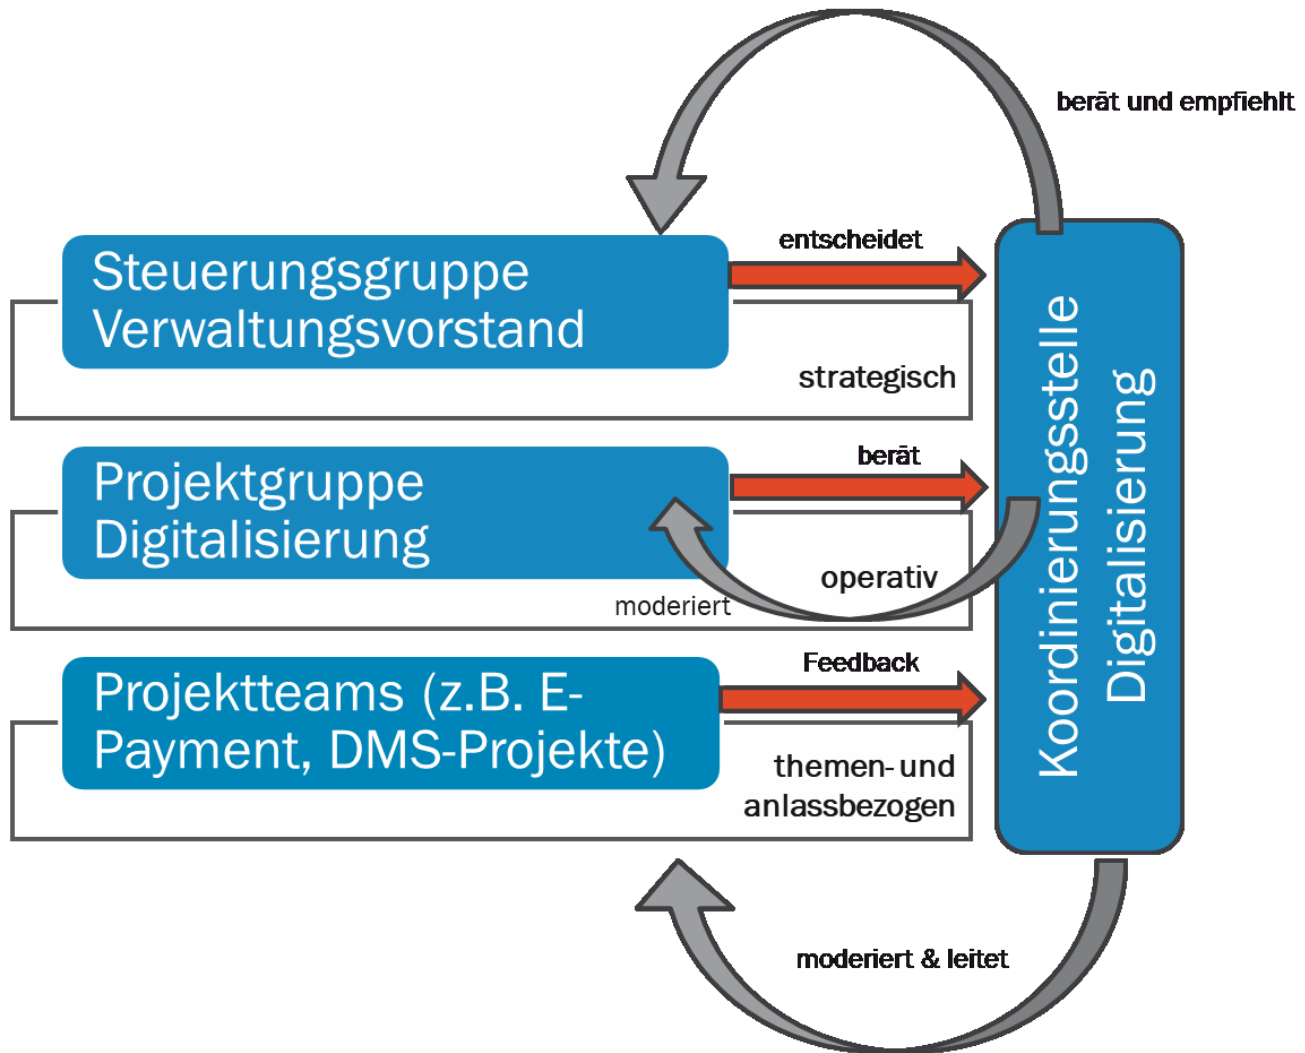 berät und empfiehlt
entscheidet
Steuerungsgruppe
Verwaltungsvorstand
strategisch
berät
Projektgruppe
Digitalisierung
operativ
moderiert
Feedback
Projektteams (z.B. E-
Payment, DMS-Projekte)
themen- und
anlassbezogen
Koordinierungsstelle
Digitalisierung
moderiert & leitet